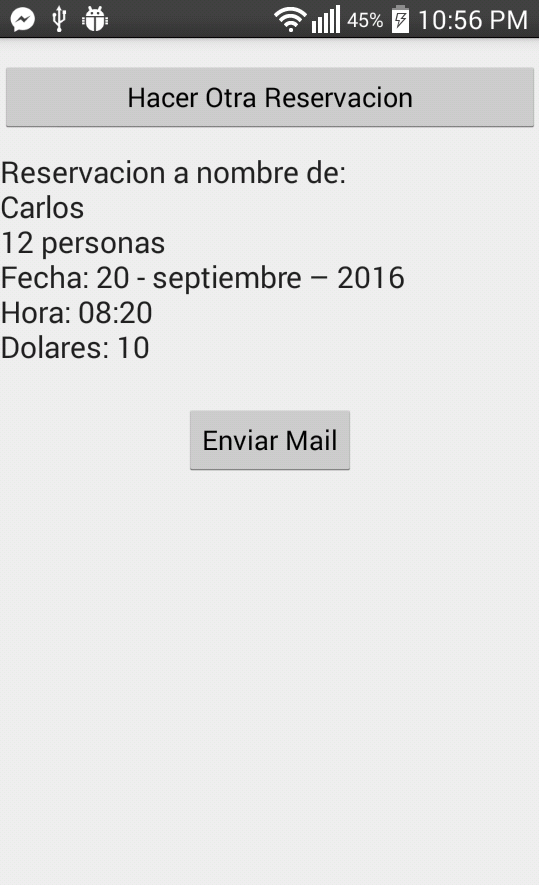 45% 10:56 PM
Hacer Otra Reservacion
Reservacion a nombre de:
Carlos
12 personas
Fecha: 20 - septiembre – 2016
Hora: 08:20
Dolares: 10
Enviar Mail